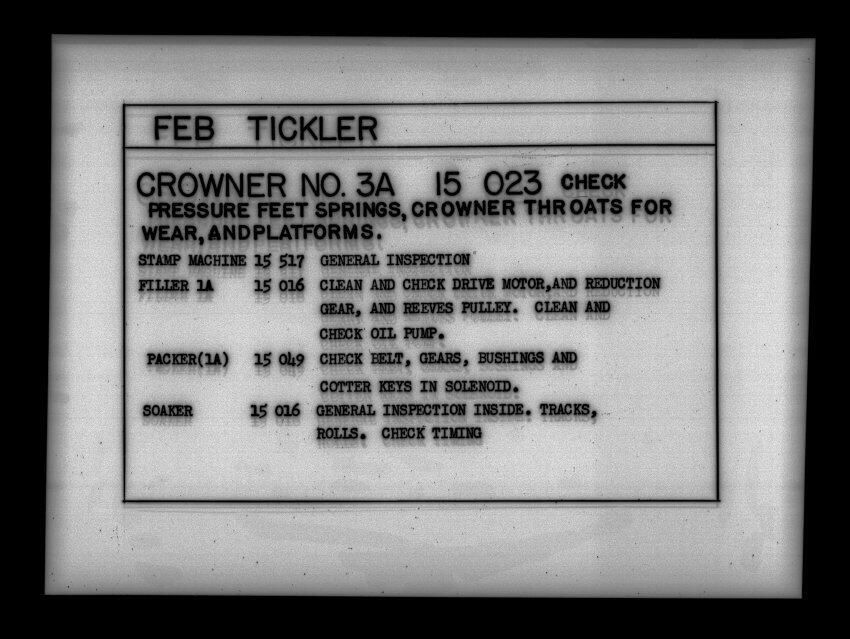 FEB TICKLER
CROWNER NO. 3A 15 023 CHECK
PRESSURE FEET SPRINGS, CROWNER THROATS FOR
WEAR, AND PLATFORMS.
STAMP MACHINE 15 517 GENERAL INSPECTION
FILLER 1A 15 016 CLEAN AND CHECK DRIVE MOTOR, AND REDUCTION
GEAR, AND REEVES PULLEY. CLEAN AND
CHECK OIL PUMP.
PACKER(1A) 15 049 CHECK BELT, GEARS, BUSHINGS AND
COTTER KEYS IN SOLENOID.
SOAKER 15 016 GENERAL INSPECTION INSIDE. TRACKS,
ROLLS. CHECK TIMING